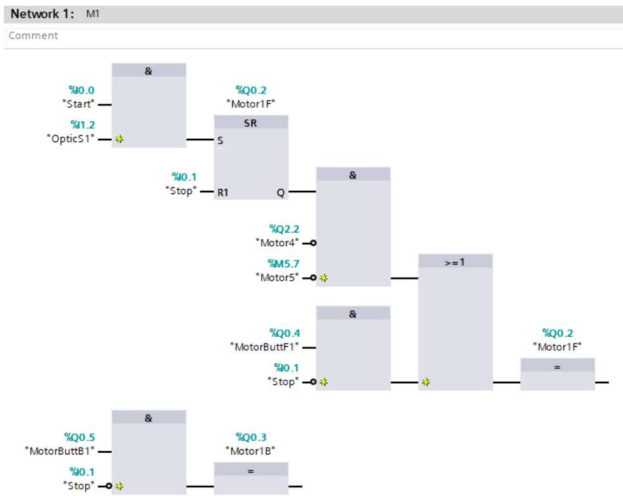 Network 1: M1
Comment
&
%I0.0
"Start"
%I1.2
"OpticS1"
%Q0.2
"Motor1F"
SR
S
%I0.1
"Stop"
R1 Q
&
%Q2.2
"Motor4"
%M5.7
"Motor5"
>=1
&
%Q0.4
"MotorButtF1"
%I0.1
"Stop"
%Q0.2
"Motor1F"
=
&
%Q0.5
"MotorButtB1"
%I0.1
"Stop"
%Q0.3
"Motor1B"
=